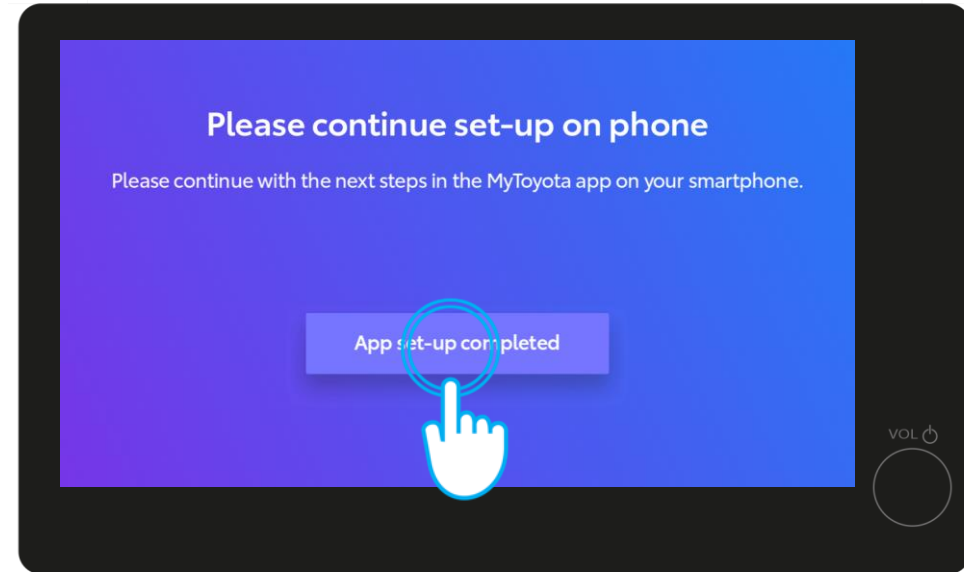 Please continue set-up on phone
Please continue with the next steps in the MyToyota app on your smartphone.
App set-up completed
VOL